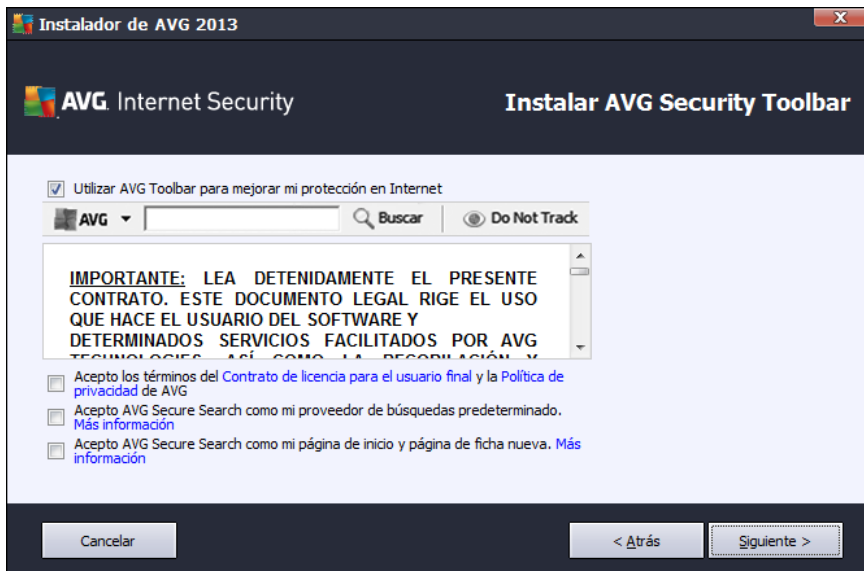 Instalador de AVG 2013
AVG. Internet Security
Instalar AVG Security Toolbar
Utilizar AVG Toolbar para mejorar mi protección en Internet
AVG Buscar Do Not Track
IMPORTANTE: LEA DETENIDAMENTE EL PRESENTE
CONTRATO. ESTE DOCUMENTO LEGAL RIGE EL USO
QUE HACE EL USUARIO DEL SOFTWARE Y
DETERMINADOS SERVICIOS FACILITADOS POR AVG
TECHNOLOGIES, ASÍ COMO LA RECOPILACIÓN Y
Acepto los términos del Contrato de licencia para el usuario final y la Política de
privacidad de AVG
Acepto AVG Secure Search como mi proveedor de búsquedas predeterminado.
Más información
Acepto AVG Secure Search como mi página de inicio y página de ficha nueva. Más
información
Cancelar
< Atrás
Siguiente >